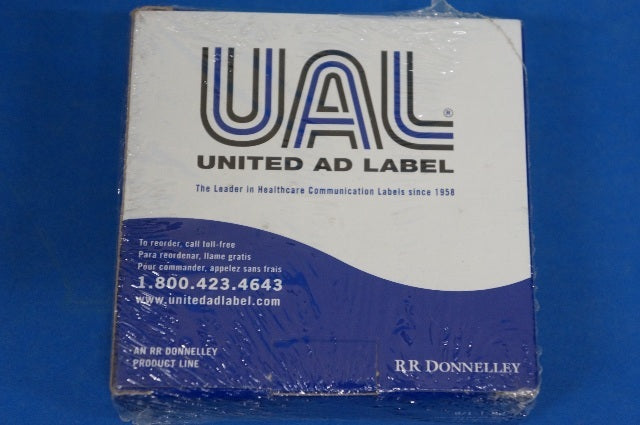 UAL®
UNITED AD LABEL
The Leader in Healthcare Communication Labels since 1958
To reorder, call toll-free
Para reordenar, llame gratis
Pour commander, appelez sans frais
1.800.423.4643
www.unitedadlabel.com
AN RR DONNELLEY
PRODUCT LINE
RR DONNELLEY